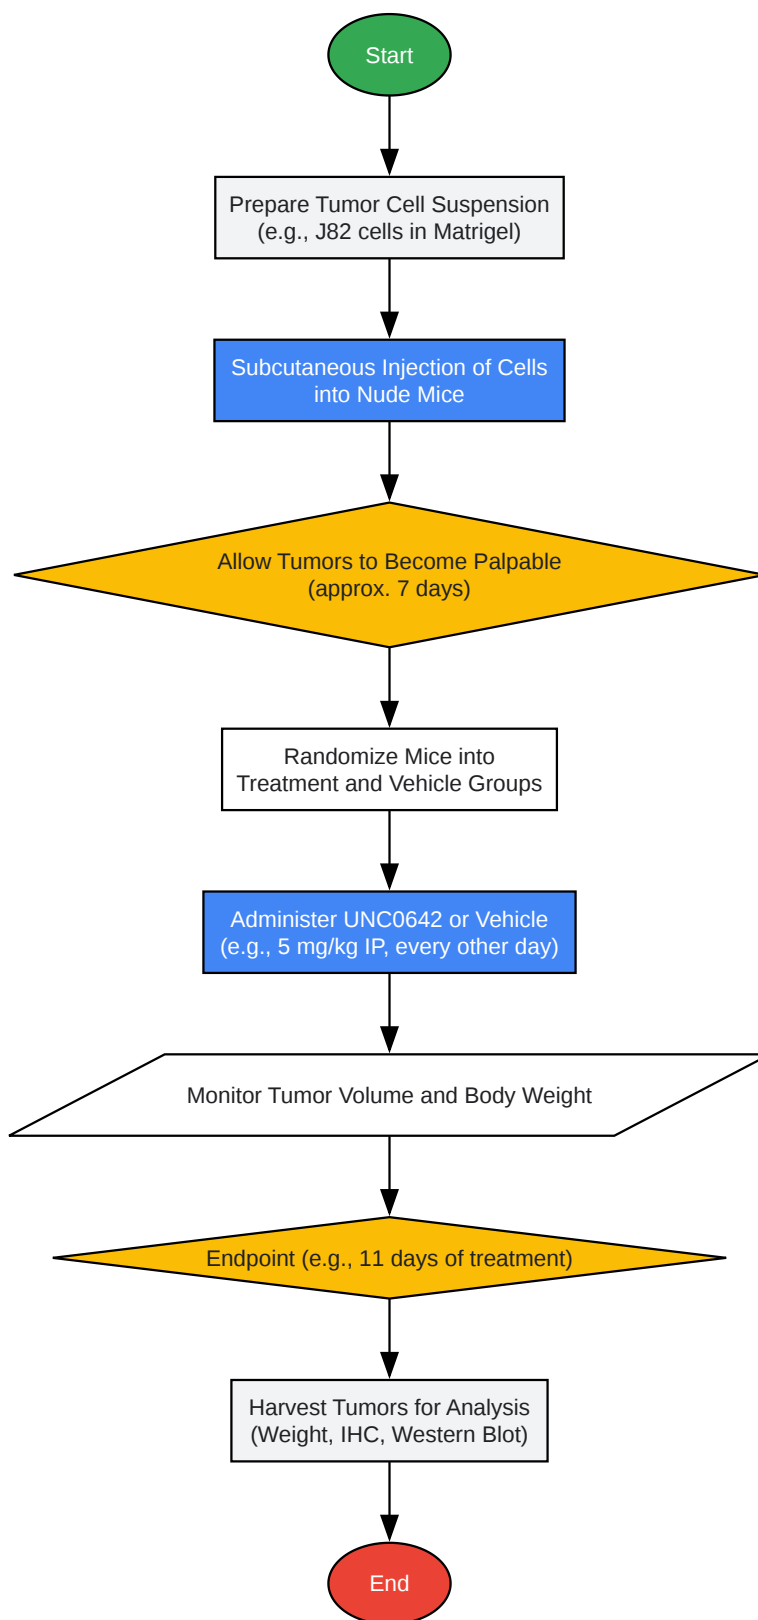 Start
Prepare Tumor Cell Suspension
(e.g., J82 cells in Matrigel)
Subcutaneous Injection of Cells
into Nude Mice
Allow Tumors to Become Palpable
(approx. 7 days)
Randomize Mice into
Treatment and Vehicle Groups
Administer UNC0642 or Vehicle
(e.g., 5 mg/kg IP, every other day)
Monitor Tumor Volume and Body Weight
Endpoint (e.g., 11 days of treatment)
Harvest Tumors for Analysis
(Weight, IHC, Western Blot)
End